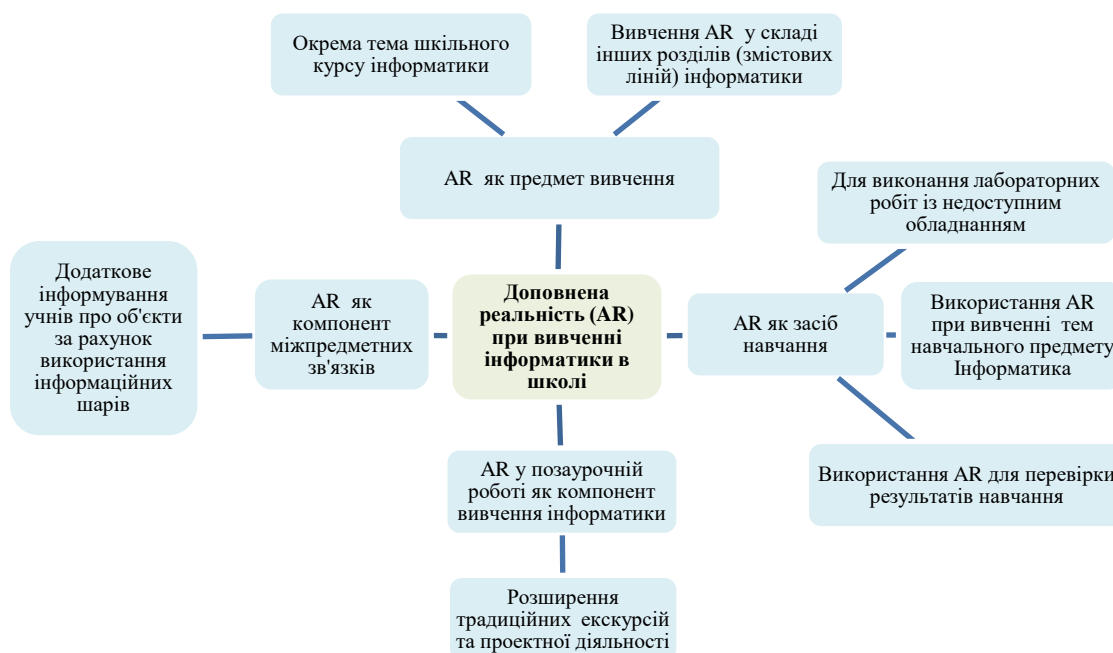 Окрема тема шкільного
курсу інформатики
Вивчення AR у складі
інших розділів (змістових
ліній) інформатики
AR як предмет вивчення
Для виконання лабораторних
робіт із недоступним
обладнанням
Додаткове
інформування
учнів про об'єкти
за рахунок
використання
інформаційних
шарів
AR як
компонент
міжпредметних
зв'язків
Доповнена
реальність (AR)
при вивченні
інформатики в
школі
AR як засіб
навчання
Використання AR
при вивченні тем
навчального предмету
Інформатика
AR у позаурочній
роботі як компонент
вивчення інформатики
Використання AR для перевірки
результатів навчання
Розширення
традиційних екскурсій
та проектної діяльності